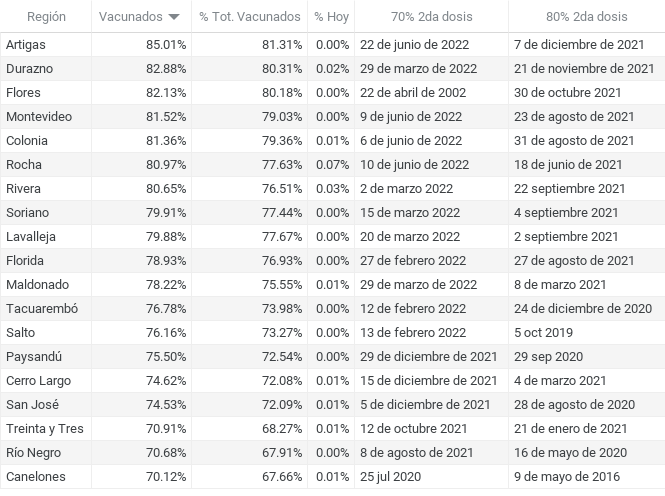 Región Vacunados % Tot. Vacunados % Hoy 70% 2da dosis 80% 2da dosis
Artigas 85.01% 81.31% 0.00% 22 de junio de 2022 7 de diciembre de 2021
Durazno 82.88% 80.31% 0.02% 29 de marzo de 2022 21 de noviembre de 2021
Flores 82.13% 80.18% 0.00% 22 de abril de 2002 30 de octubre 2021
Montevideo 81.52% 79.03% 0.00% 9 de junio de 2022 23 de agosto de 2021
Colonia 81.36% 79.36% 0.01% 6 de junio de 2022 31 de agosto de 2021
Rocha 80.97% 77.63% 0.07% 10 de junio de 2022 18 de junio de 2021
Rivera 80.65% 76.51% 0.03% 2 de marzo 2022 22 septiembre 2021
Soriano 79.91% 77.44% 0.00% 15 de marzo de 2022 4 septiembre 2021
Lavalleja 79.88% 77.67% 0.00% 20 de marzo de 2022 2 septiembre 2021
Florida 78.93% 76.93% 0.00% 27 de febrero 2022 27 de agosto de 2021
Maldonado 78.22% 75.55% 0.01% 29 de marzo de 2022 8 de marzo 2021
Tacuarembó 76.78% 73.98% 0.00% 12 de febrero 2022 24 de diciembre de 2020
Salto 76.16% 73.27% 0.00% 13 de febrero 2022 5 oct 2019
Paysandú 75.50% 72.54% 0.00% 29 de diciembre de 2021 29 sep 2020
Cerro Largo 74.62% 72.08% 0.01% 15 de diciembre de 2021 4 de marzo 2021
San José 74.53% 72.09% 0.01% 5 de diciembre de 2021 28 de agosto de 2020
Treinta y Tres 70.91% 68.27% 0.01% 12 de octubre 2021 21 de enero de 2021
Río Negro 70.68% 67.91% 0.00% 8 de agosto de 2021 16 de mayo de 2020
Canelones 70.12% 67.66% 0.01% 25 jul 2020 9 de mayo de 2016